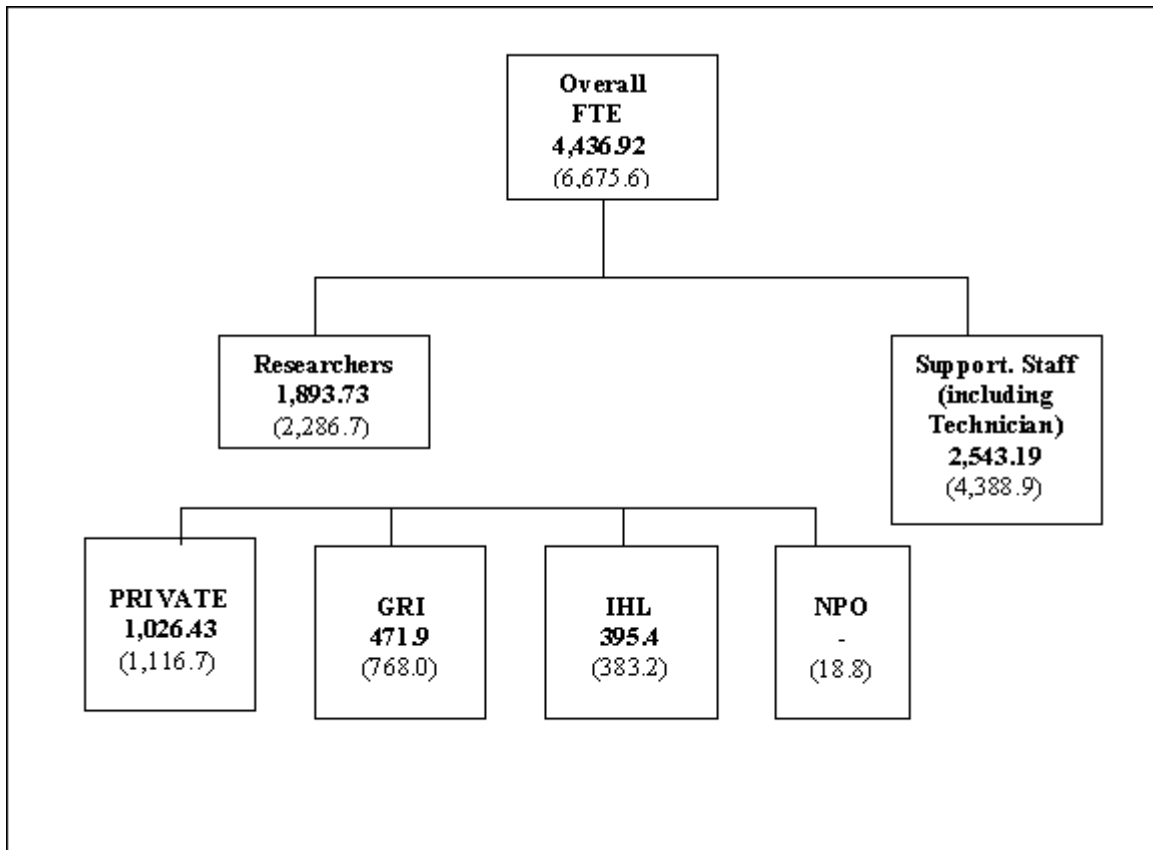 Overall
FTE
4,436.92
(6,675.6)
Researchers
1,893.73
(2,286.7)
Support. Staff
(including
Technician)
2,543.19
(4,388.9)
PRIVATE
1,026.43
(1,116.7)
GRI
471.9
(768.0)
IHL
395.4
(383.2)
NPO
-
(18.8)